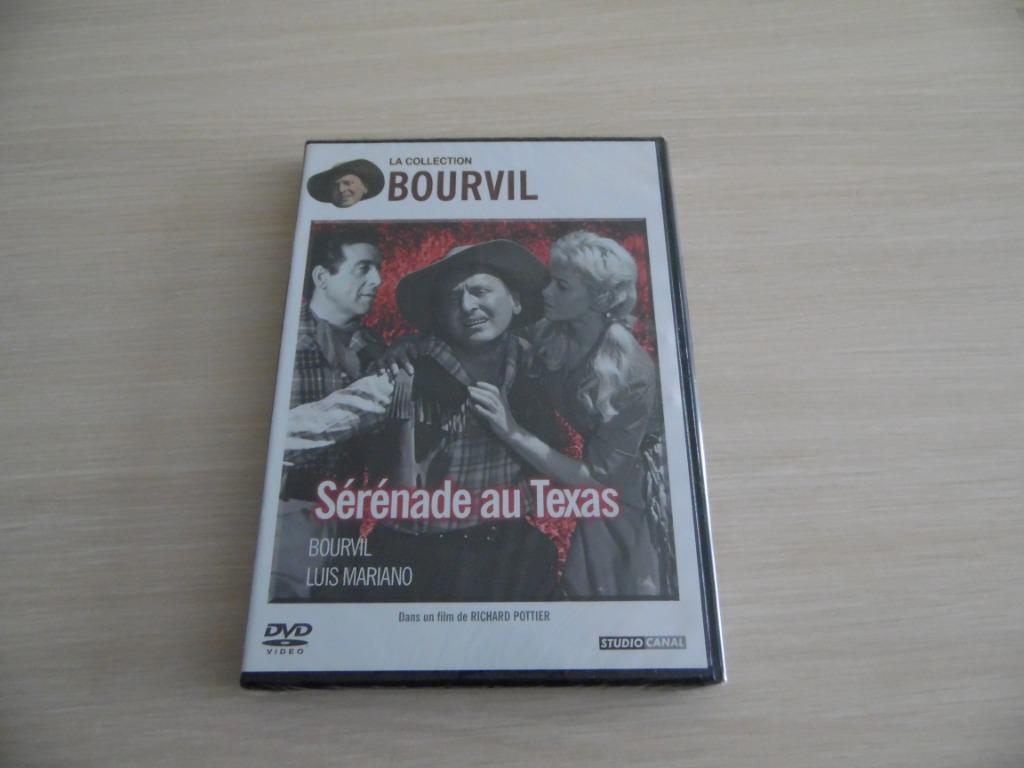 LA COLLECTION
BOURVIL
Sérénade au Texas
BOURVIL
LUIS MARIANO
Dans un film de RICHARD POTTIER
DVD
VIDEO
STUDIO CANAL